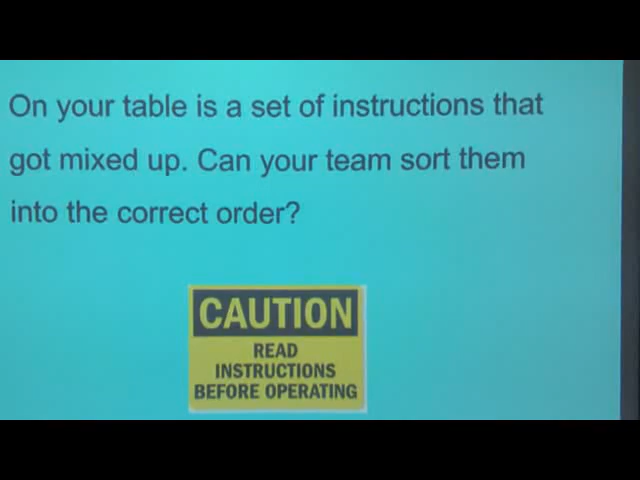 On your table is a set of instructions that
got mixed up. Can your team sort them
into the correct order?
CAUTION
READ
INSTRUCTIONS
BEFORE OPERATING